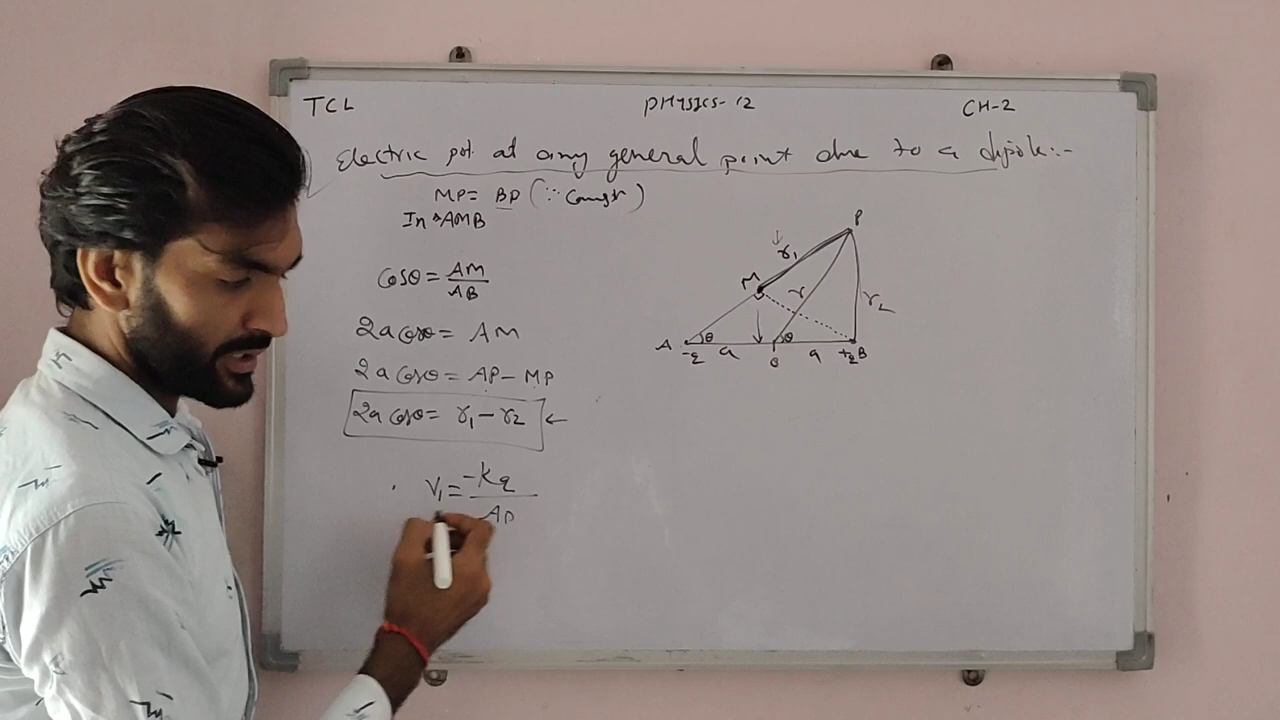 TCL PHYSICS-12 CH-2
Electric pot. at any general point due to a dipole:-
MP= BP (∵ Const)
In △AMB
Cosθ = AM/AB
2a cosθ = AM
2a cosθ = AP - MP
2a cosθ = r₁ - r₂ ←
V₁ = -Kq/AP
P
r₁
M
r
r₂
A θ θ B
-q a O a +q